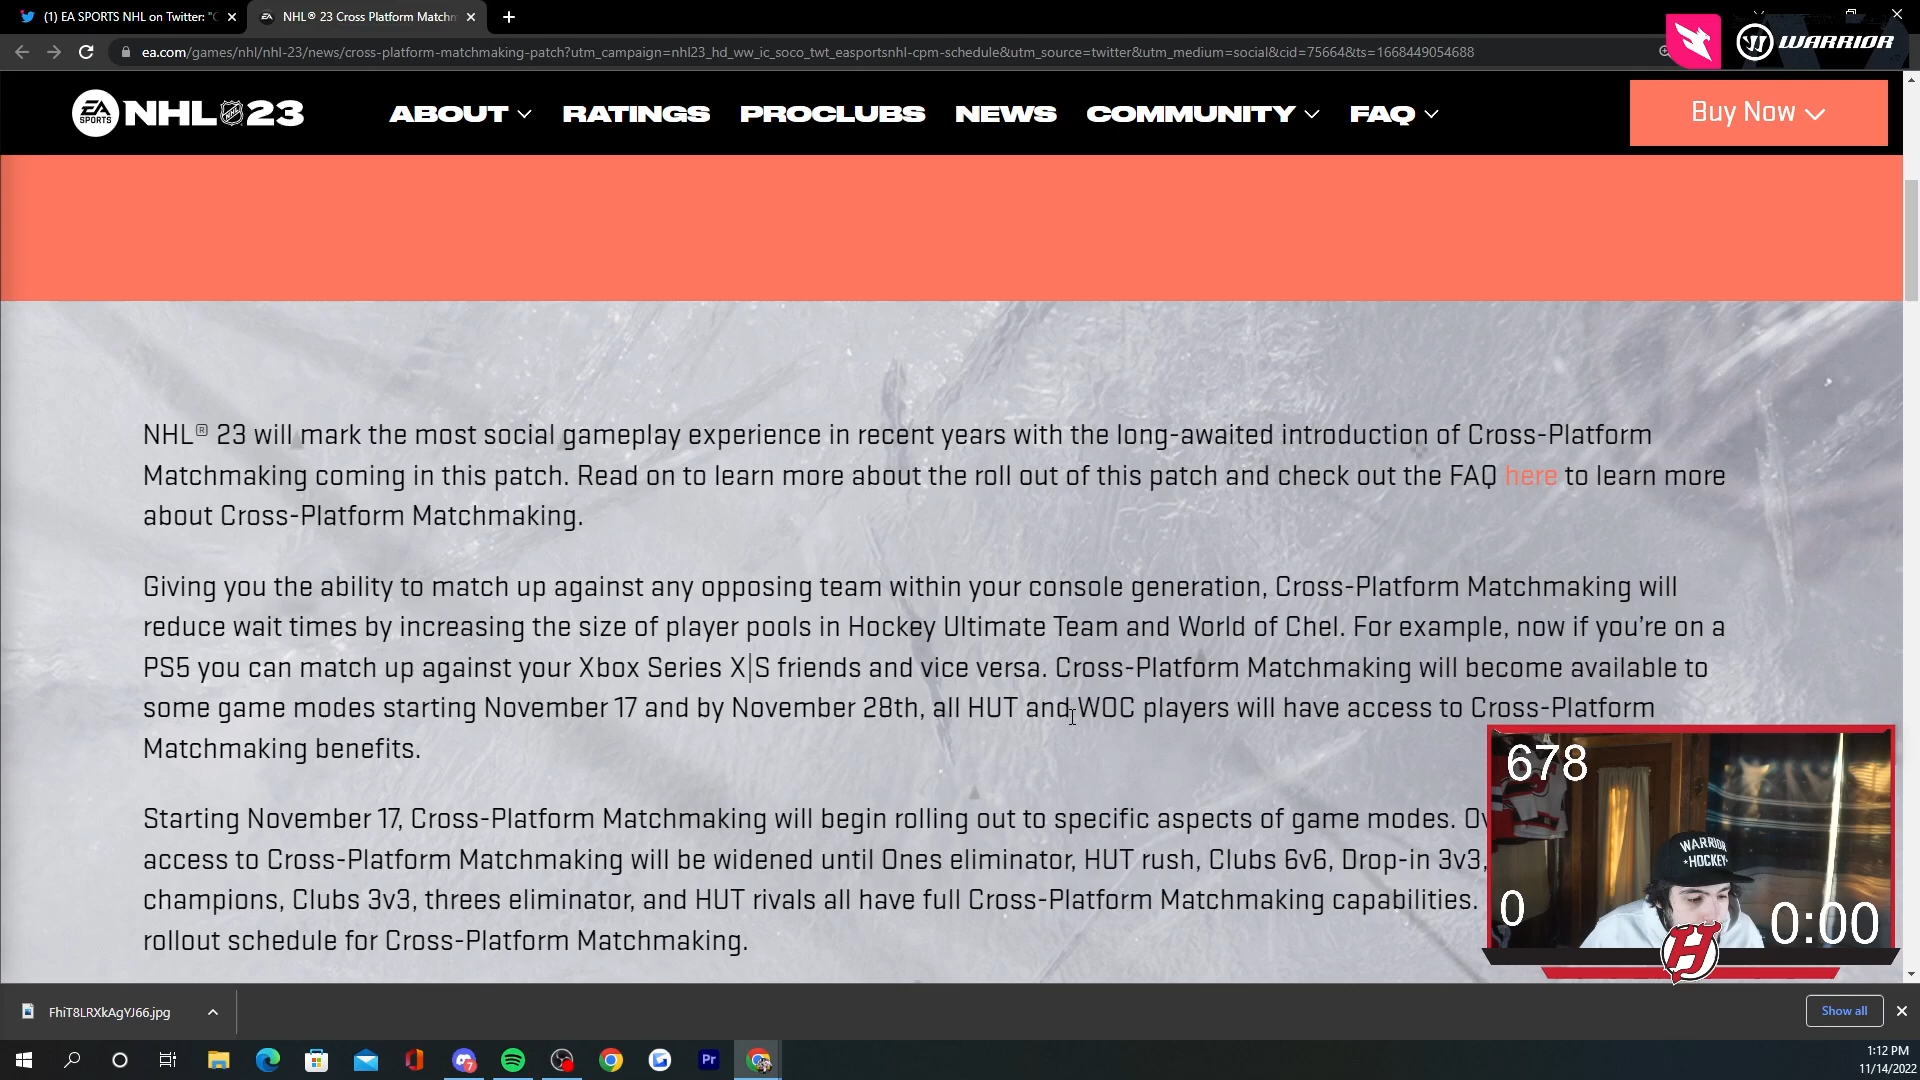 (1) EA SPORTS NHL on Twitter: "C
NHL® 23 Cross Platform Matchm
ea.com/games/nhl/nhl-23/news/cross-platform-matchmaking-patch?utm_campaign=nhl23_hd_ww_ic_soco_twt_easportsnhl-cpm-schedule&utm_source=twitter&utm_medium=social&cid=75664&ts=1668449054688
WARRIOR
EA SPORTS NHL 23
ABOUT RATINGS PROCLUBS NEWS COMMUNITY FAQ
Buy Now
NHL® 23 will mark the most social gameplay experience in recent years with the long-awaited introduction of Cross-Platform
Matchmaking coming in this patch. Read on to learn more about the roll out of this patch and check out the FAQ here to learn more
about Cross-Platform Matchmaking.
Giving you the ability to match up against any opposing team within your console generation, Cross-Platform Matchmaking will
reduce wait times by increasing the size of player pools in Hockey Ultimate Team and World of Chel. For example, now if you’re on a
PS5 you can match up against your Xbox Series X|S friends and vice versa. Cross-Platform Matchmaking will become available to
some game modes starting November 17 and by November 28th, all HUT and WOC players will have access to Cross-Platform
Matchmaking benefits.
Starting November 17, Cross-Platform Matchmaking will begin rolling out to specific aspects of game modes.
access to Cross-Platform Matchmaking will be widened until Ones eliminator, HUT rush, Clubs 6v6, Drop-in 3v3,
champions, Clubs 3v3, threes eliminator, and HUT rivals all have full Cross-Platform Matchmaking capabilities.
rollout schedule for Cross-Platform Matchmaking.
678
WARRIOR
•HOCKEY•
0
0:00
H
FhiT8LRXkAgYJ66.jpg
Show all
7
Pr
1:12 PM
11/14/2022